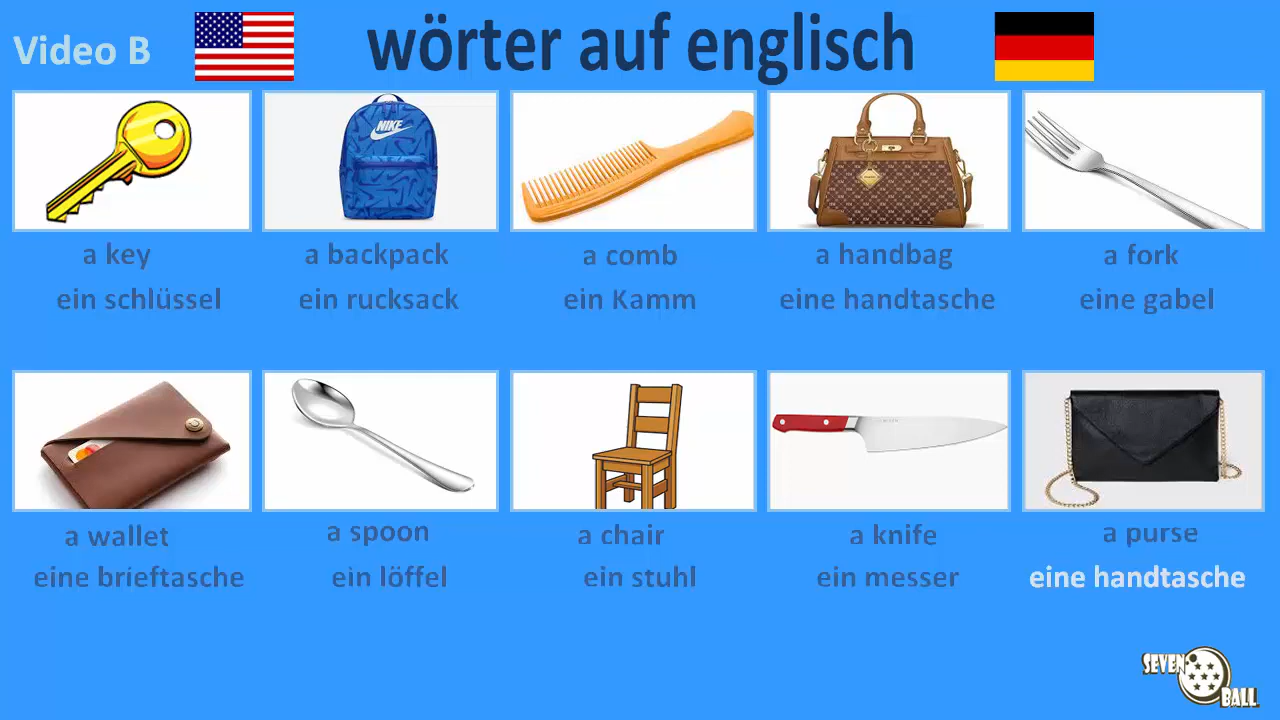 Video B
wörter auf englisch
NIKE
a key
a backpack
a comb
a handbag
a fork
ein schlüssel
ein rucksack
ein Kamm
eine handtasche
eine gabel
a wallet
a spoon
a chair
a knife
a purse
eine brieftasche
ein löffel
ein stuhl
ein messer
eine handtasche
SEVEN
BALL